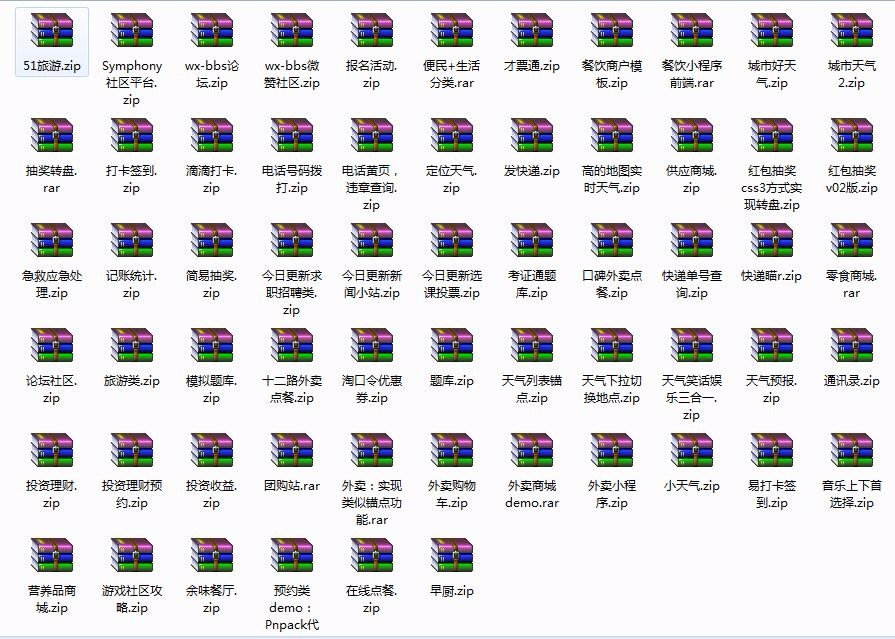 51旅游.zip
Symphony
社区平台.
zip
wx-bbs论
坛.zip
wx-bbs微
赞社区.zip
报名活动.
zip
便民+生活
分类.rar
才票通.zip
餐饮商户模
板.zip
餐饮小程序
前端.rar
城市好天
气.zip
城市天气
2.zip
抽奖转盘.
rar
打卡签到.
zip
滴滴打卡.
zip
电话号码拨
打.zip
电话黄页，
违章查询.
zip
定位天气.
zip
发快递.zip
高的地图实
时天气.zip
供应商城.
zip
红包抽奖
css3方式实
现转盘.zip
红包抽奖
v02版.zip
急救应急处
理.zip
记账统计.
zip
简易抽奖.
zip
今日更新求
职招聘类.
zip
今日更新新
闻小站.zip
今日更新选
课投票.zip
考证通题
库.zip
口碑外卖点
餐.zip
快递单号查
询.zip
快递瞄r.zip
零食商城.
rar
论坛社区.
zip
旅游类.zip
模拟题库.
zip
十二路外卖
点餐.zip
淘口令优惠
券.zip
题库.zip
天气列表锚
点.zip
天气下拉切
换地点.zip
天气笑话娱
乐三合一.
zip
天气预报.
zip
通讯录.zip
投资理财.
zip
投资理财预
约.zip
投资收益.
zip
团购站.rar
外卖：实现
类似锚点功
能.rar
外卖购物
车.zip
外卖商城
demo.rar
外卖小程
序.zip
小天气.zip
易打卡签
到.zip
音乐上下首
选择.zip
营养品商
城.zip
游戏社区攻
略.zip
余味餐厅.
zip
预约类
demo：
Pnpack代
在线点餐.
zip
早厨.zip